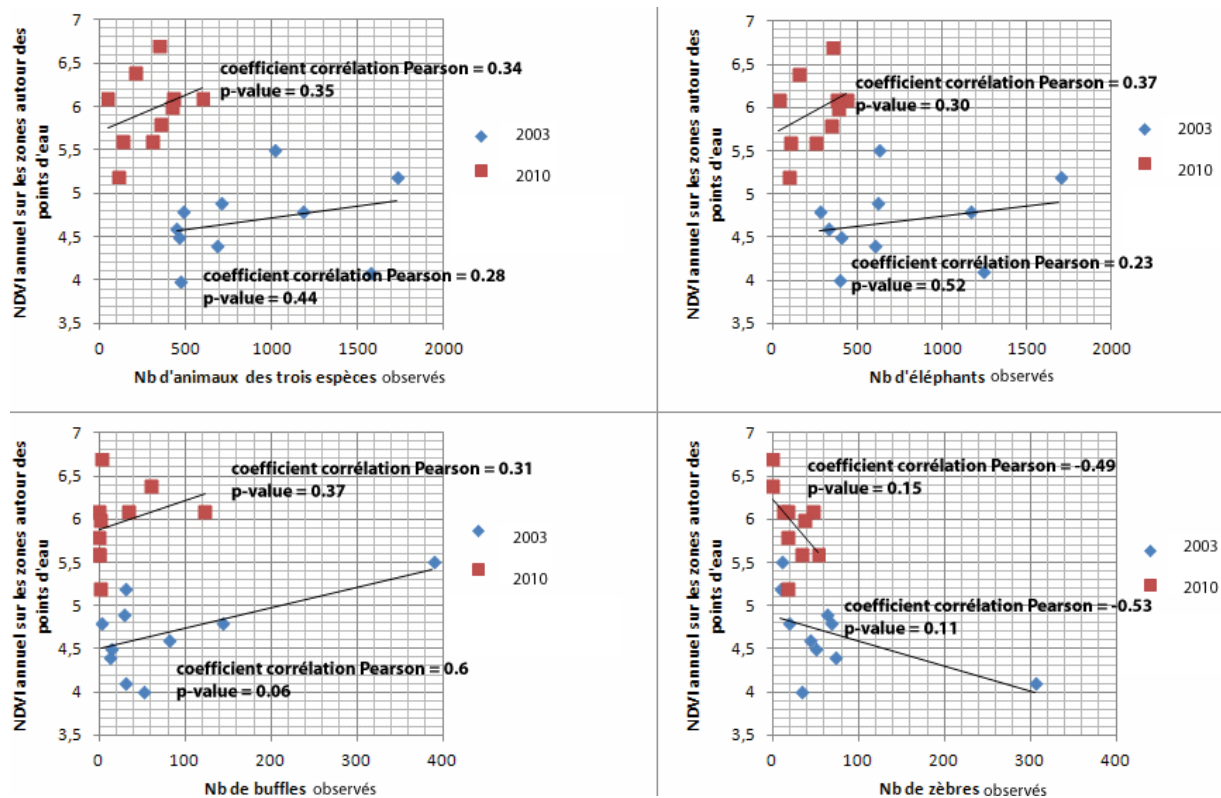 NDVI annuel sur les zones autour des
points d'eau
7
6,5
6
5,5
5
4,5
4
3,5
coefficient corrélation Pearson = 0.34
p-value = 0.35
2003
2010
coefficient corrélation Pearson = 0.28
p-value = 0.44
0 500 1000 1500 2000
Nb d'animaux des trois espèces observés
NDVI annuel sur les zones autour des
points d'eau
7
6,5
6
5,5
5
4,5
4
3,5
coefficient corrélation Pearson = 0.37
p-value = 0.30
2003
2010
coefficient corrélation Pearson = 0.23
p-value = 0.52
0 500 1000 1500 2000
Nb d'éléphants observés
NDVI annuel sur les zones autour des
points d'eau
7
6,5
6
5,5
5
4,5
4
3,5
coefficient corrélation Pearson = 0.31
p-value = 0.37
2003
2010
coefficient corrélation Pearson = 0.6
p-value = 0.06
0 100 200 300 400
Nb de buffles observés
NDVI annuel sur les zones autour des
points d'eau
7
6,5
6
5,5
5
4,5
4
3,5
coefficient corrélation Pearson = -0.49
p-value = 0.15
2003
2010
coefficient corrélation Pearson = -0.53
p-value = 0.11
0 100 200 300 400
Nb de zèbres observés